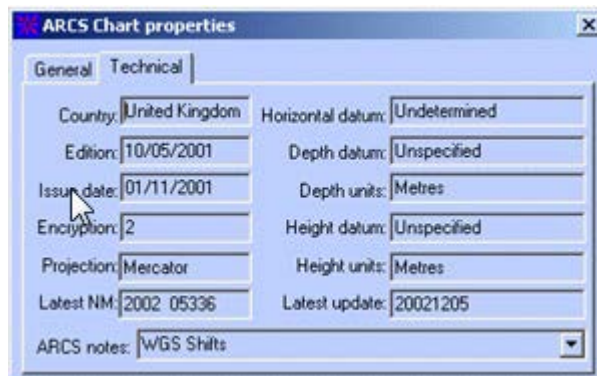 ARCS Chart properties
General Technical
Country: United Kingdom Horizontal datum: Undetermined
Edition: 10/05/2001 Depth datum: Unspecified
Issue date: 01/11/2001 Depth units: Metres
Encryption: 2 Height datum: Unspecified
Projection: Mercator Height units: Metres
Latest NM: 2002 05336 Latest update: 20021205
ARCS notes: WGS Shifts